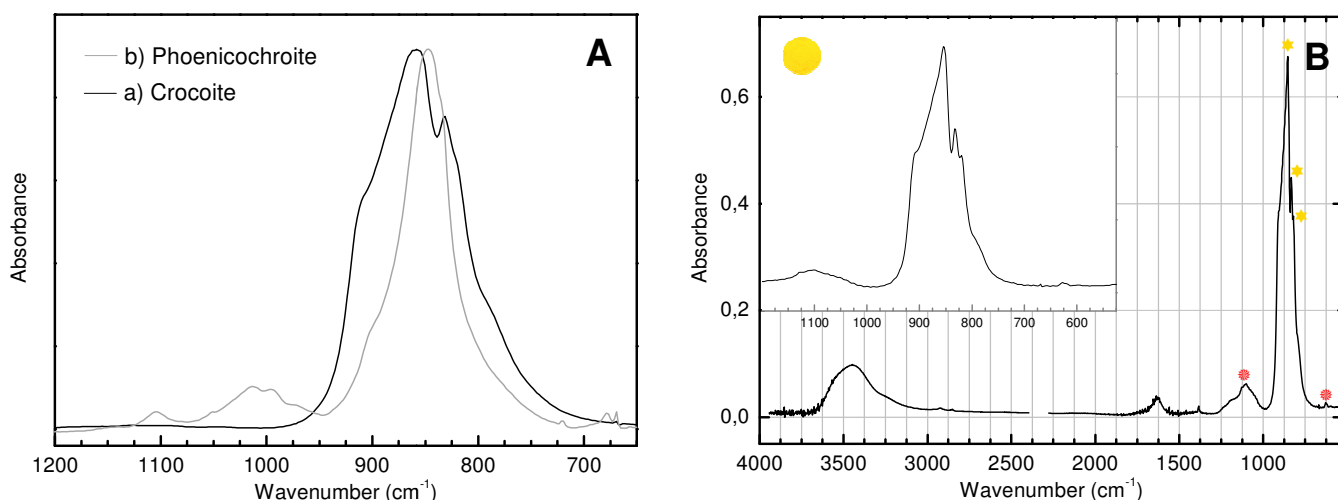 A
b) Phoenicochroite
a) Crocoite
Absorbance
1200 1100 1000 900 800 700
Wavenumber (cm-1)
B
0,6
0,4
0,2
0,0
Absorbance
1100 1000 900 800 700 600
4000 3500 3000 2500 2000 1500 1000
Wavenumber (cm-1)